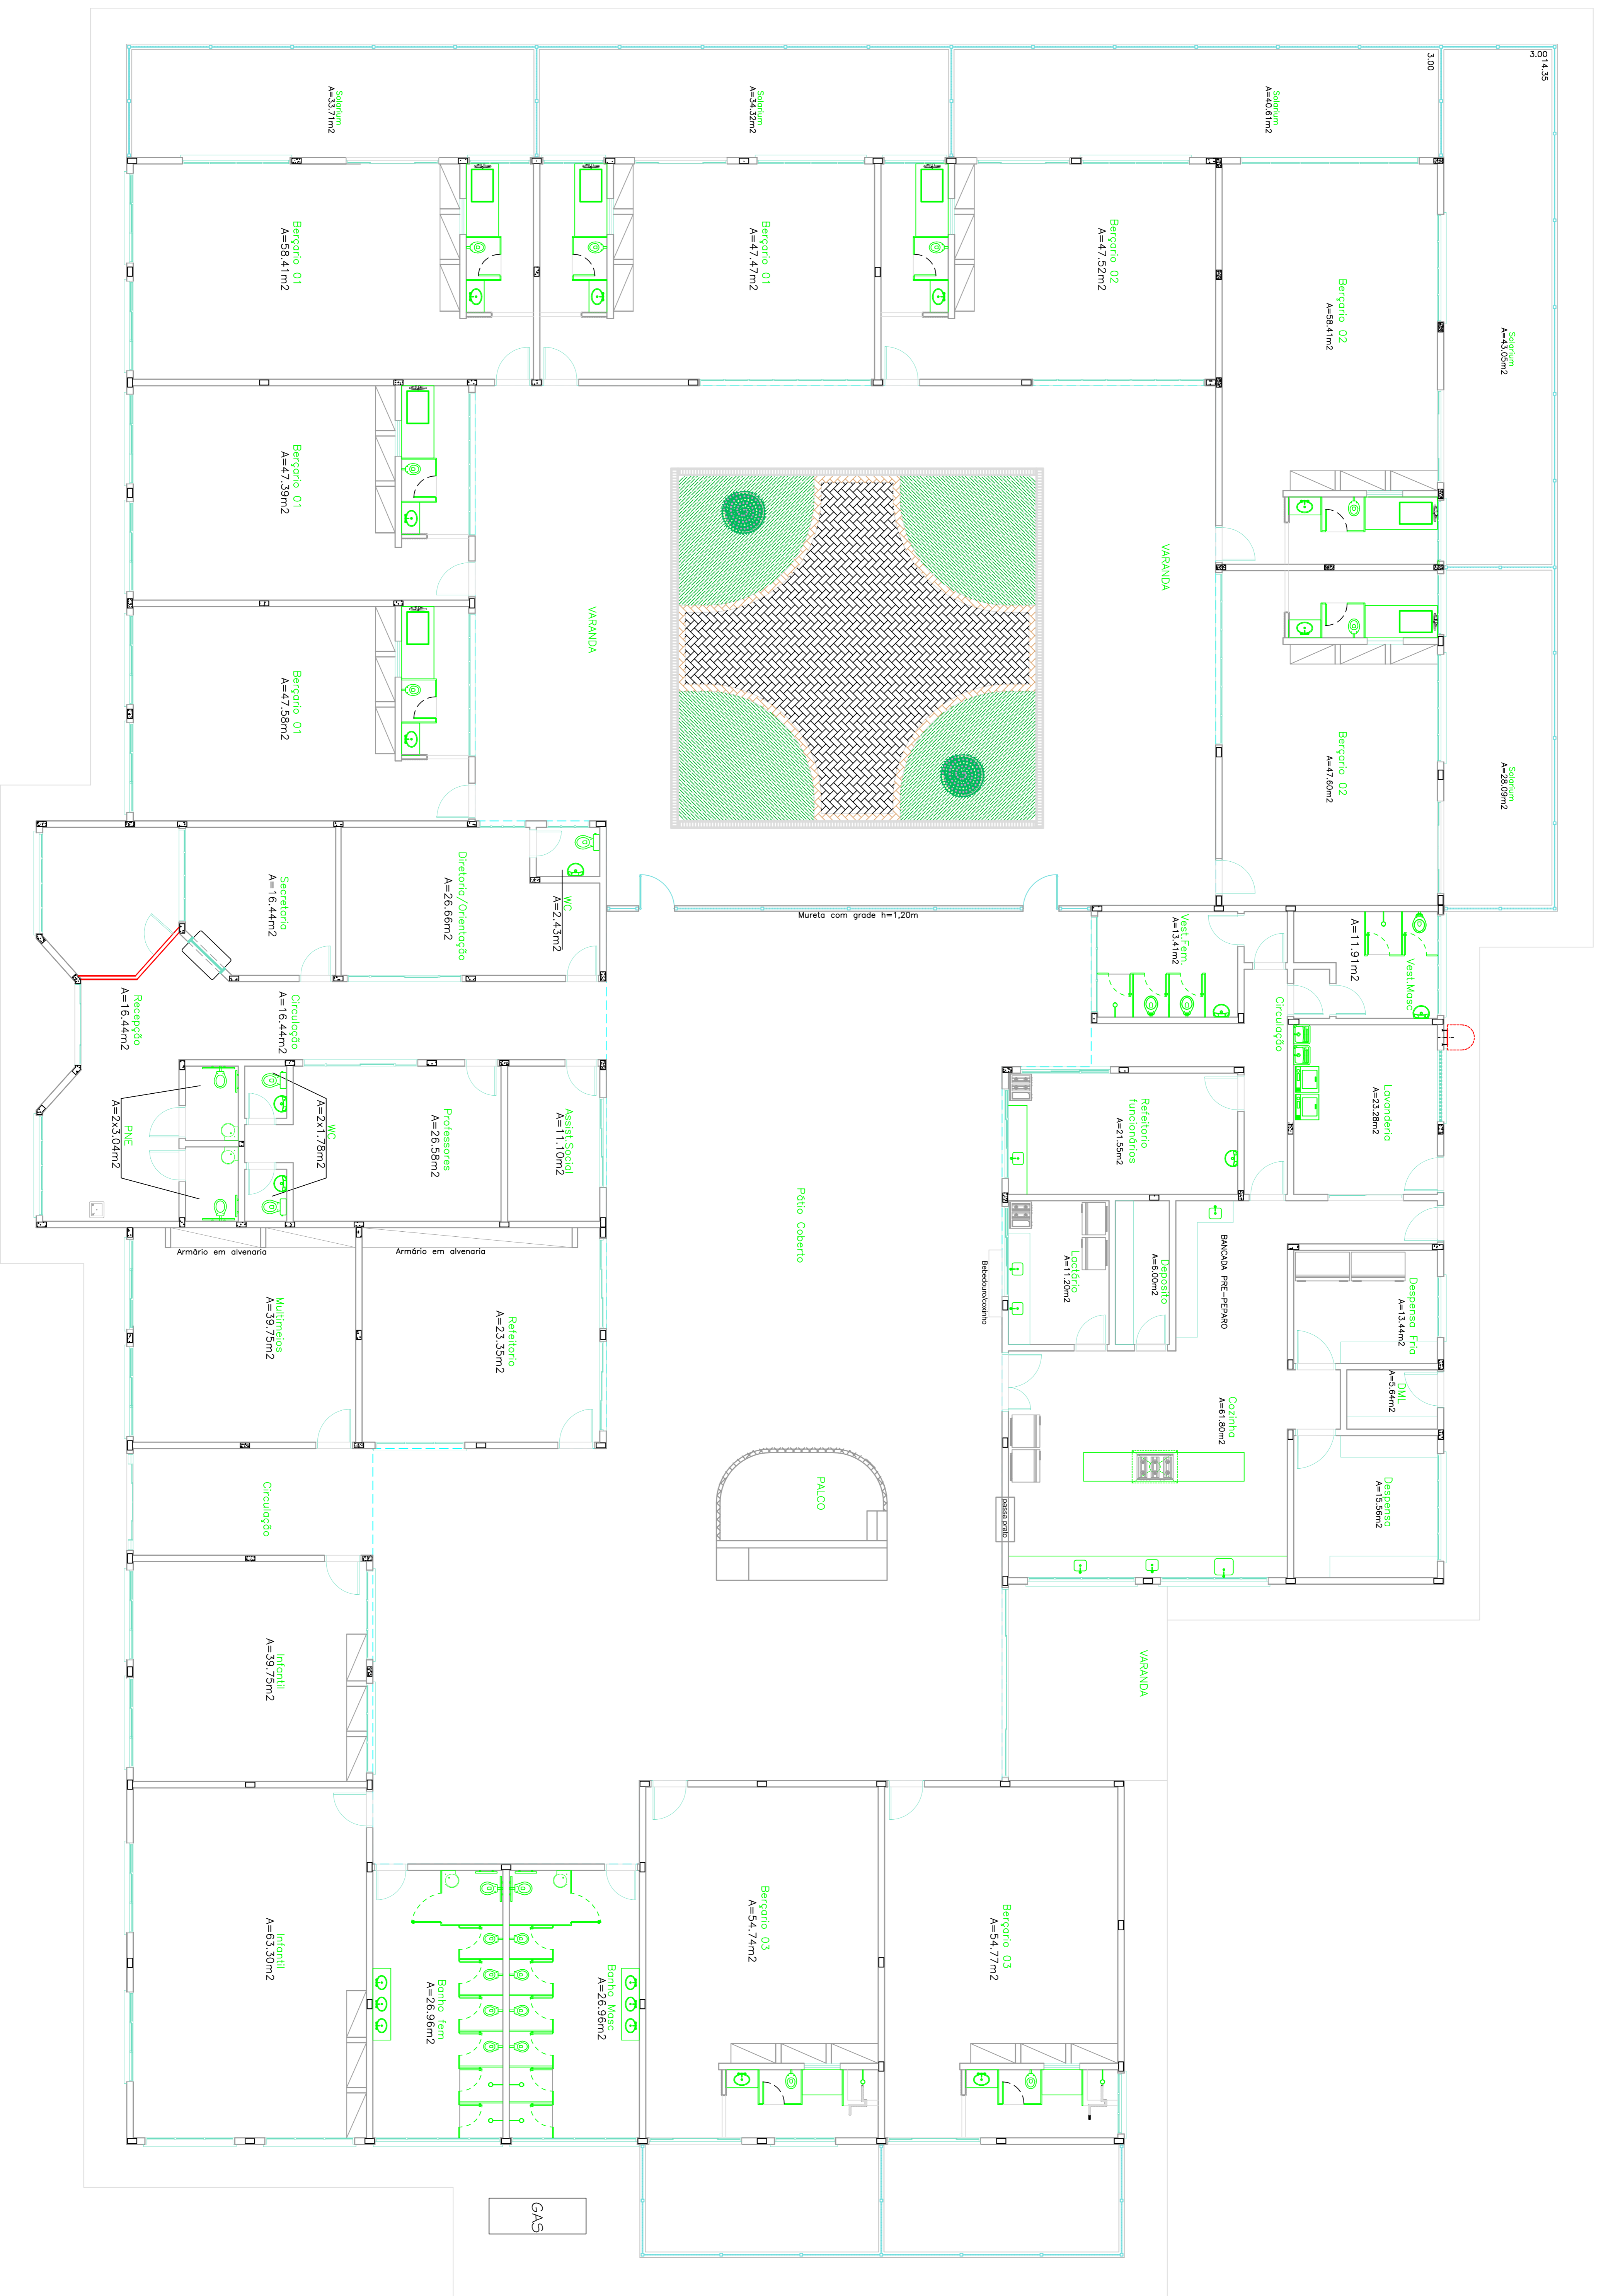 3.00
14.35
3.00
Solarium
A=33.71m2
Solarium
A=34.32m2
Solarium
A=40.61m2
Solarium
A=43.05m2
Solarium
A=28.09m2
Berçario 01
A=58.41m2
Berçario 01
A=47.47m2
Berçario 02
A=47.52m2
Berçario 02
A=58.41m2
Berçario 01
A=47.39m2
Berçario 01
A=47.58m2
Berçario 02
A=47.60m2
VARANDA
VARANDA
Mureta com grade h=1,20m
Secretaria
A=16.44m2
Diretoria/Orientação
A=26.66m2
WC
A=2.43m2
Vest.Fem.
A=13.41m2
Vest.Masc
A=11.91m2
Recepção
A=16.44m2
Circulação
A=16.44m2
Circulação
Lavanderia
A=23.28m2
PNE
A=2x3.04m2
WC
A=2x1.78m2
Professores
A=26.58m2
Assist.Social
A=11.10m2
Refeitorio
funcionários
A=21.55m2
Pátio Coberto
Armário em alvenaria
Armário em alvenaria
Multimeios
A=39.75m2
Refeitorio
A=23.35m2
Bebedouro/coxinho
Lactário
A=11.20m2
Deposito
A=6.00m2
BANCADA PRE-PEPARO
Despensa Fria
A=13.44m2
DML
A=5.64m2
Cozinha
A=61.80m2
Despensa
A=15.56m2
passa prato
PALCO
Circulação
Infantil
A=39.75m2
VARANDA
Infantil
A=63.30m2
Banho fem
A=26.96m2
Banho Masc
A=26.96m2
Berçario 03
A=54.74m2
Berçario 03
A=54.77m2
GAS